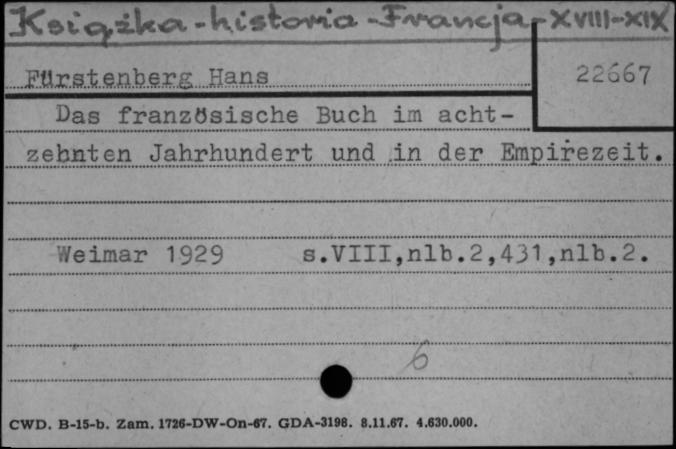 Książka-historia-Francja-XVIII-XIX
Fürstenberg Hans
22667
Das französische Buch im acht-
zehnten Jahrhundert und in der Empirezeit.
Weimar 1929 s.VIII,nlb.2,431,nlb.2.
6
CWD. B-15-b. Zam. 1726-DW-On-67. GDA-3198. 8.11.67. 4.630.000.